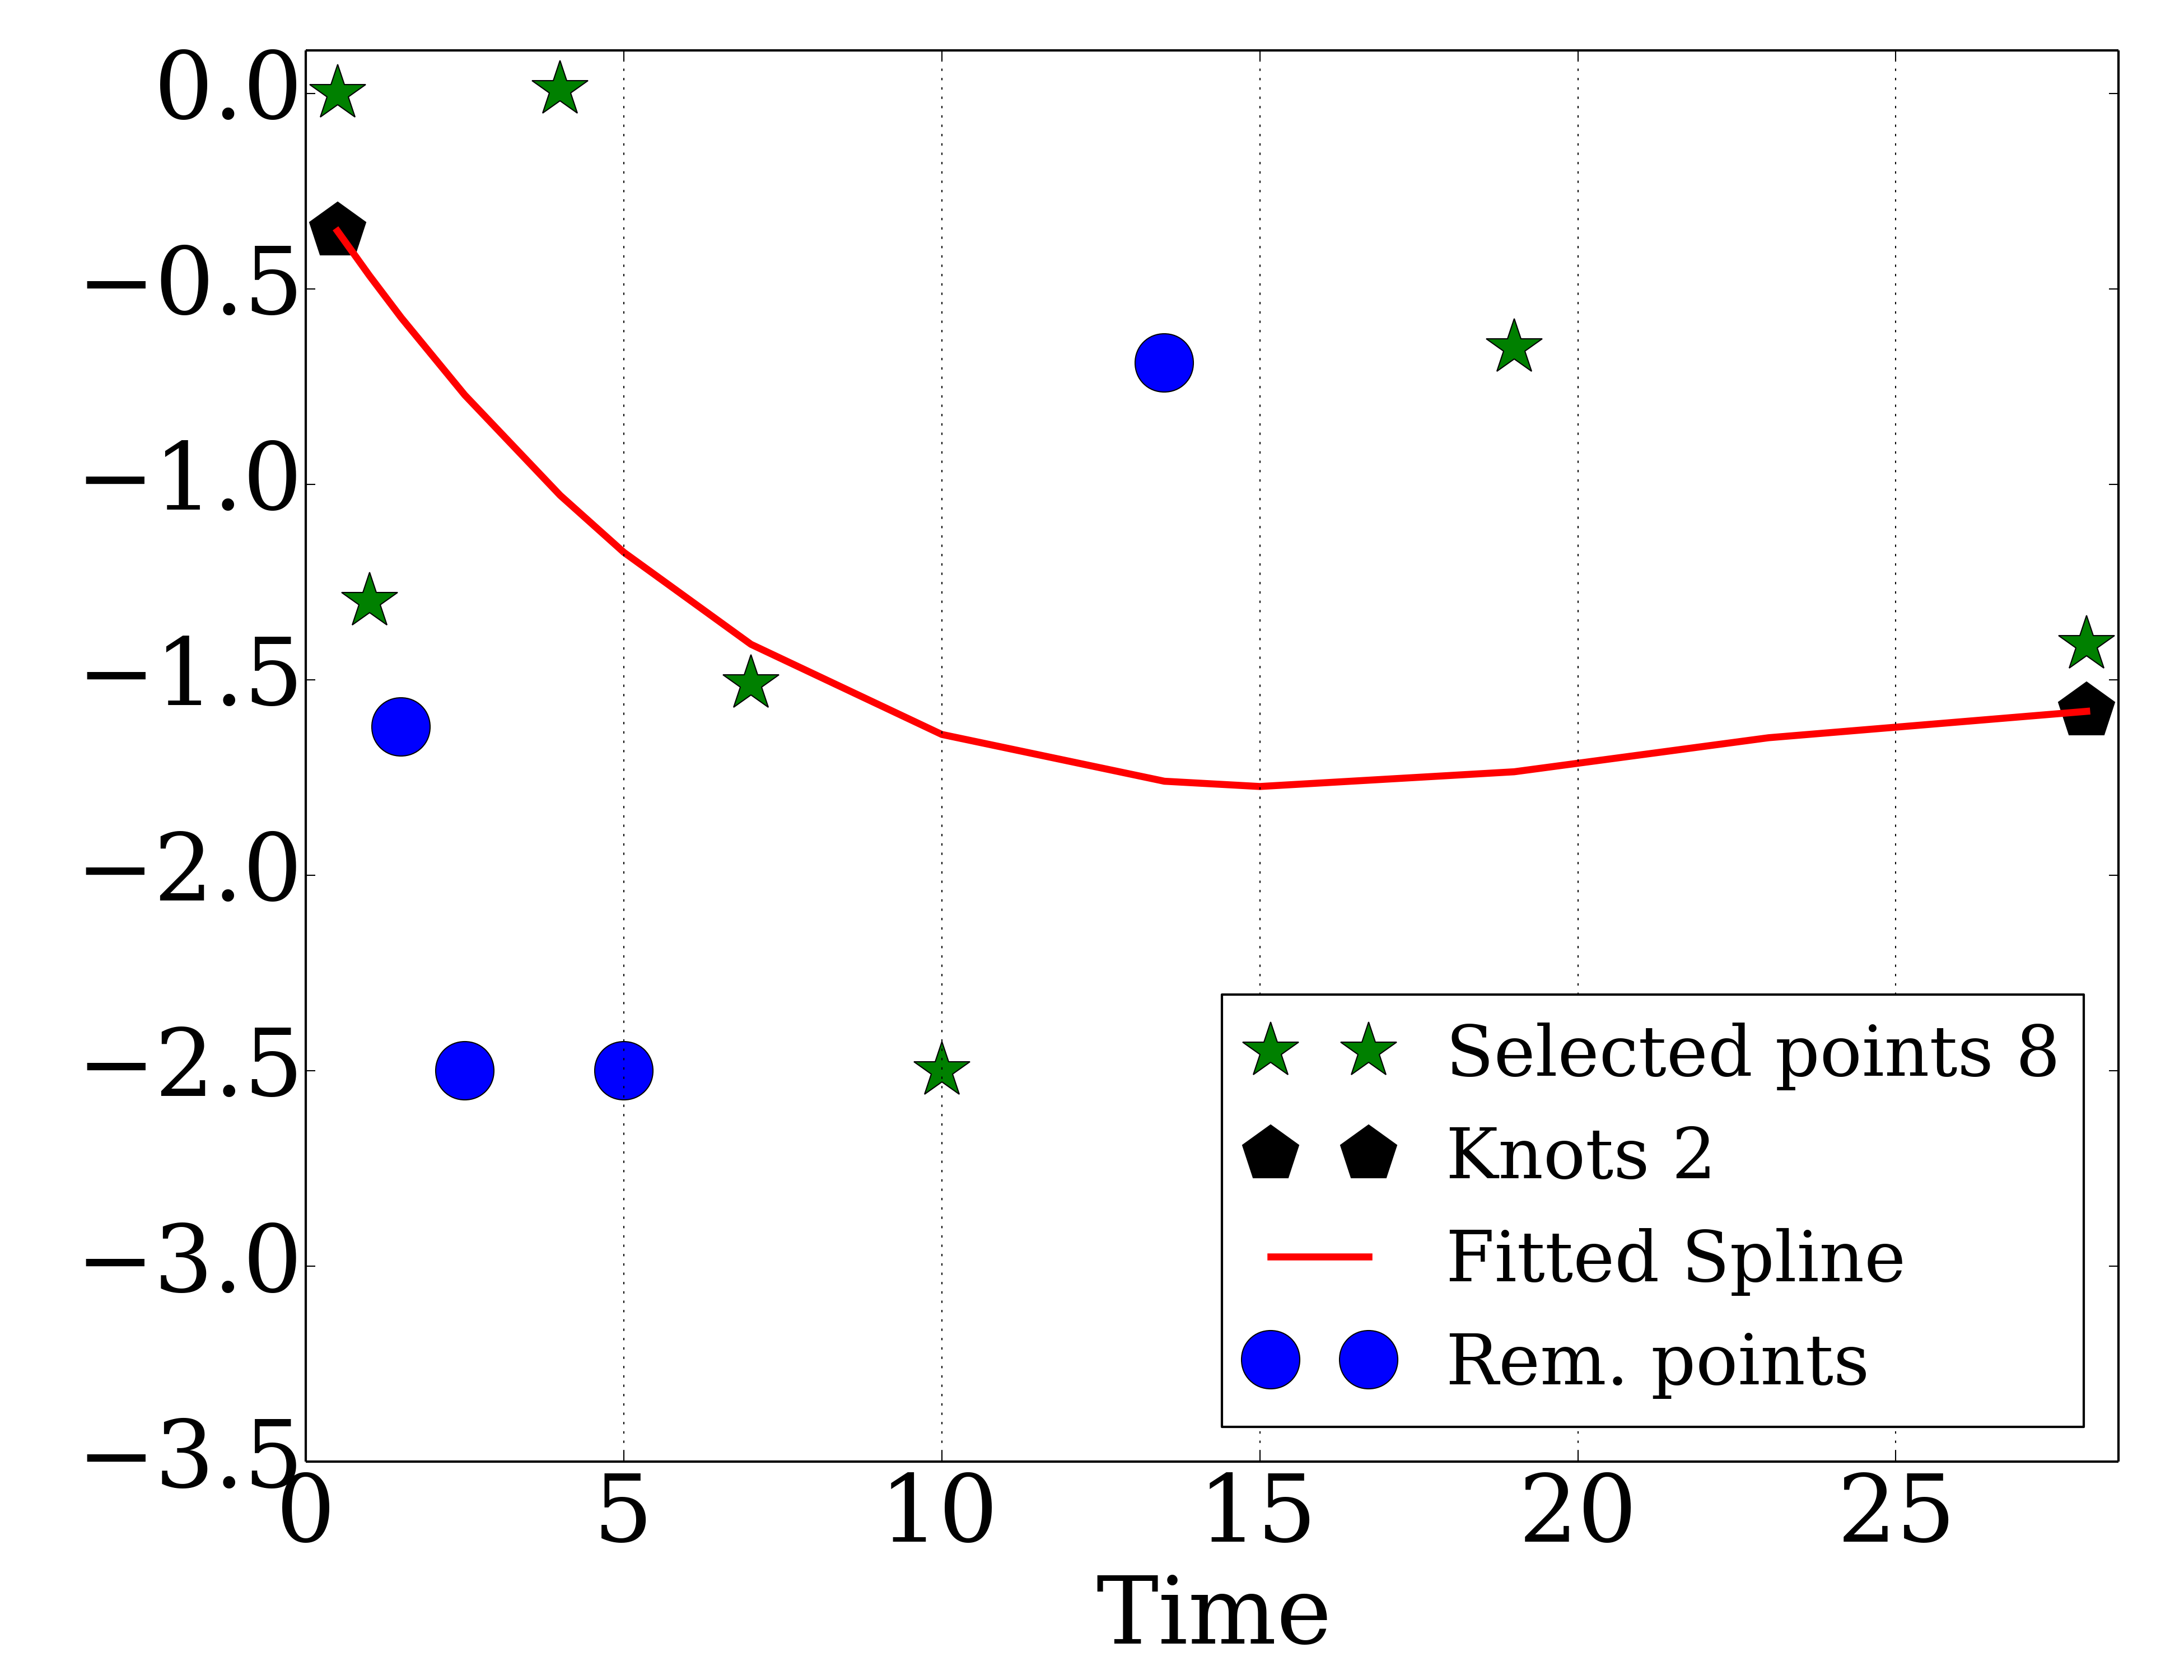 0.0
−0.5
−1.0
−1.5
−2.0
−2.5
−3.0
−3.5
0 5 10 15 20 25
Time
Selected points 8
Knots 2
Fitted Spline
Rem. points